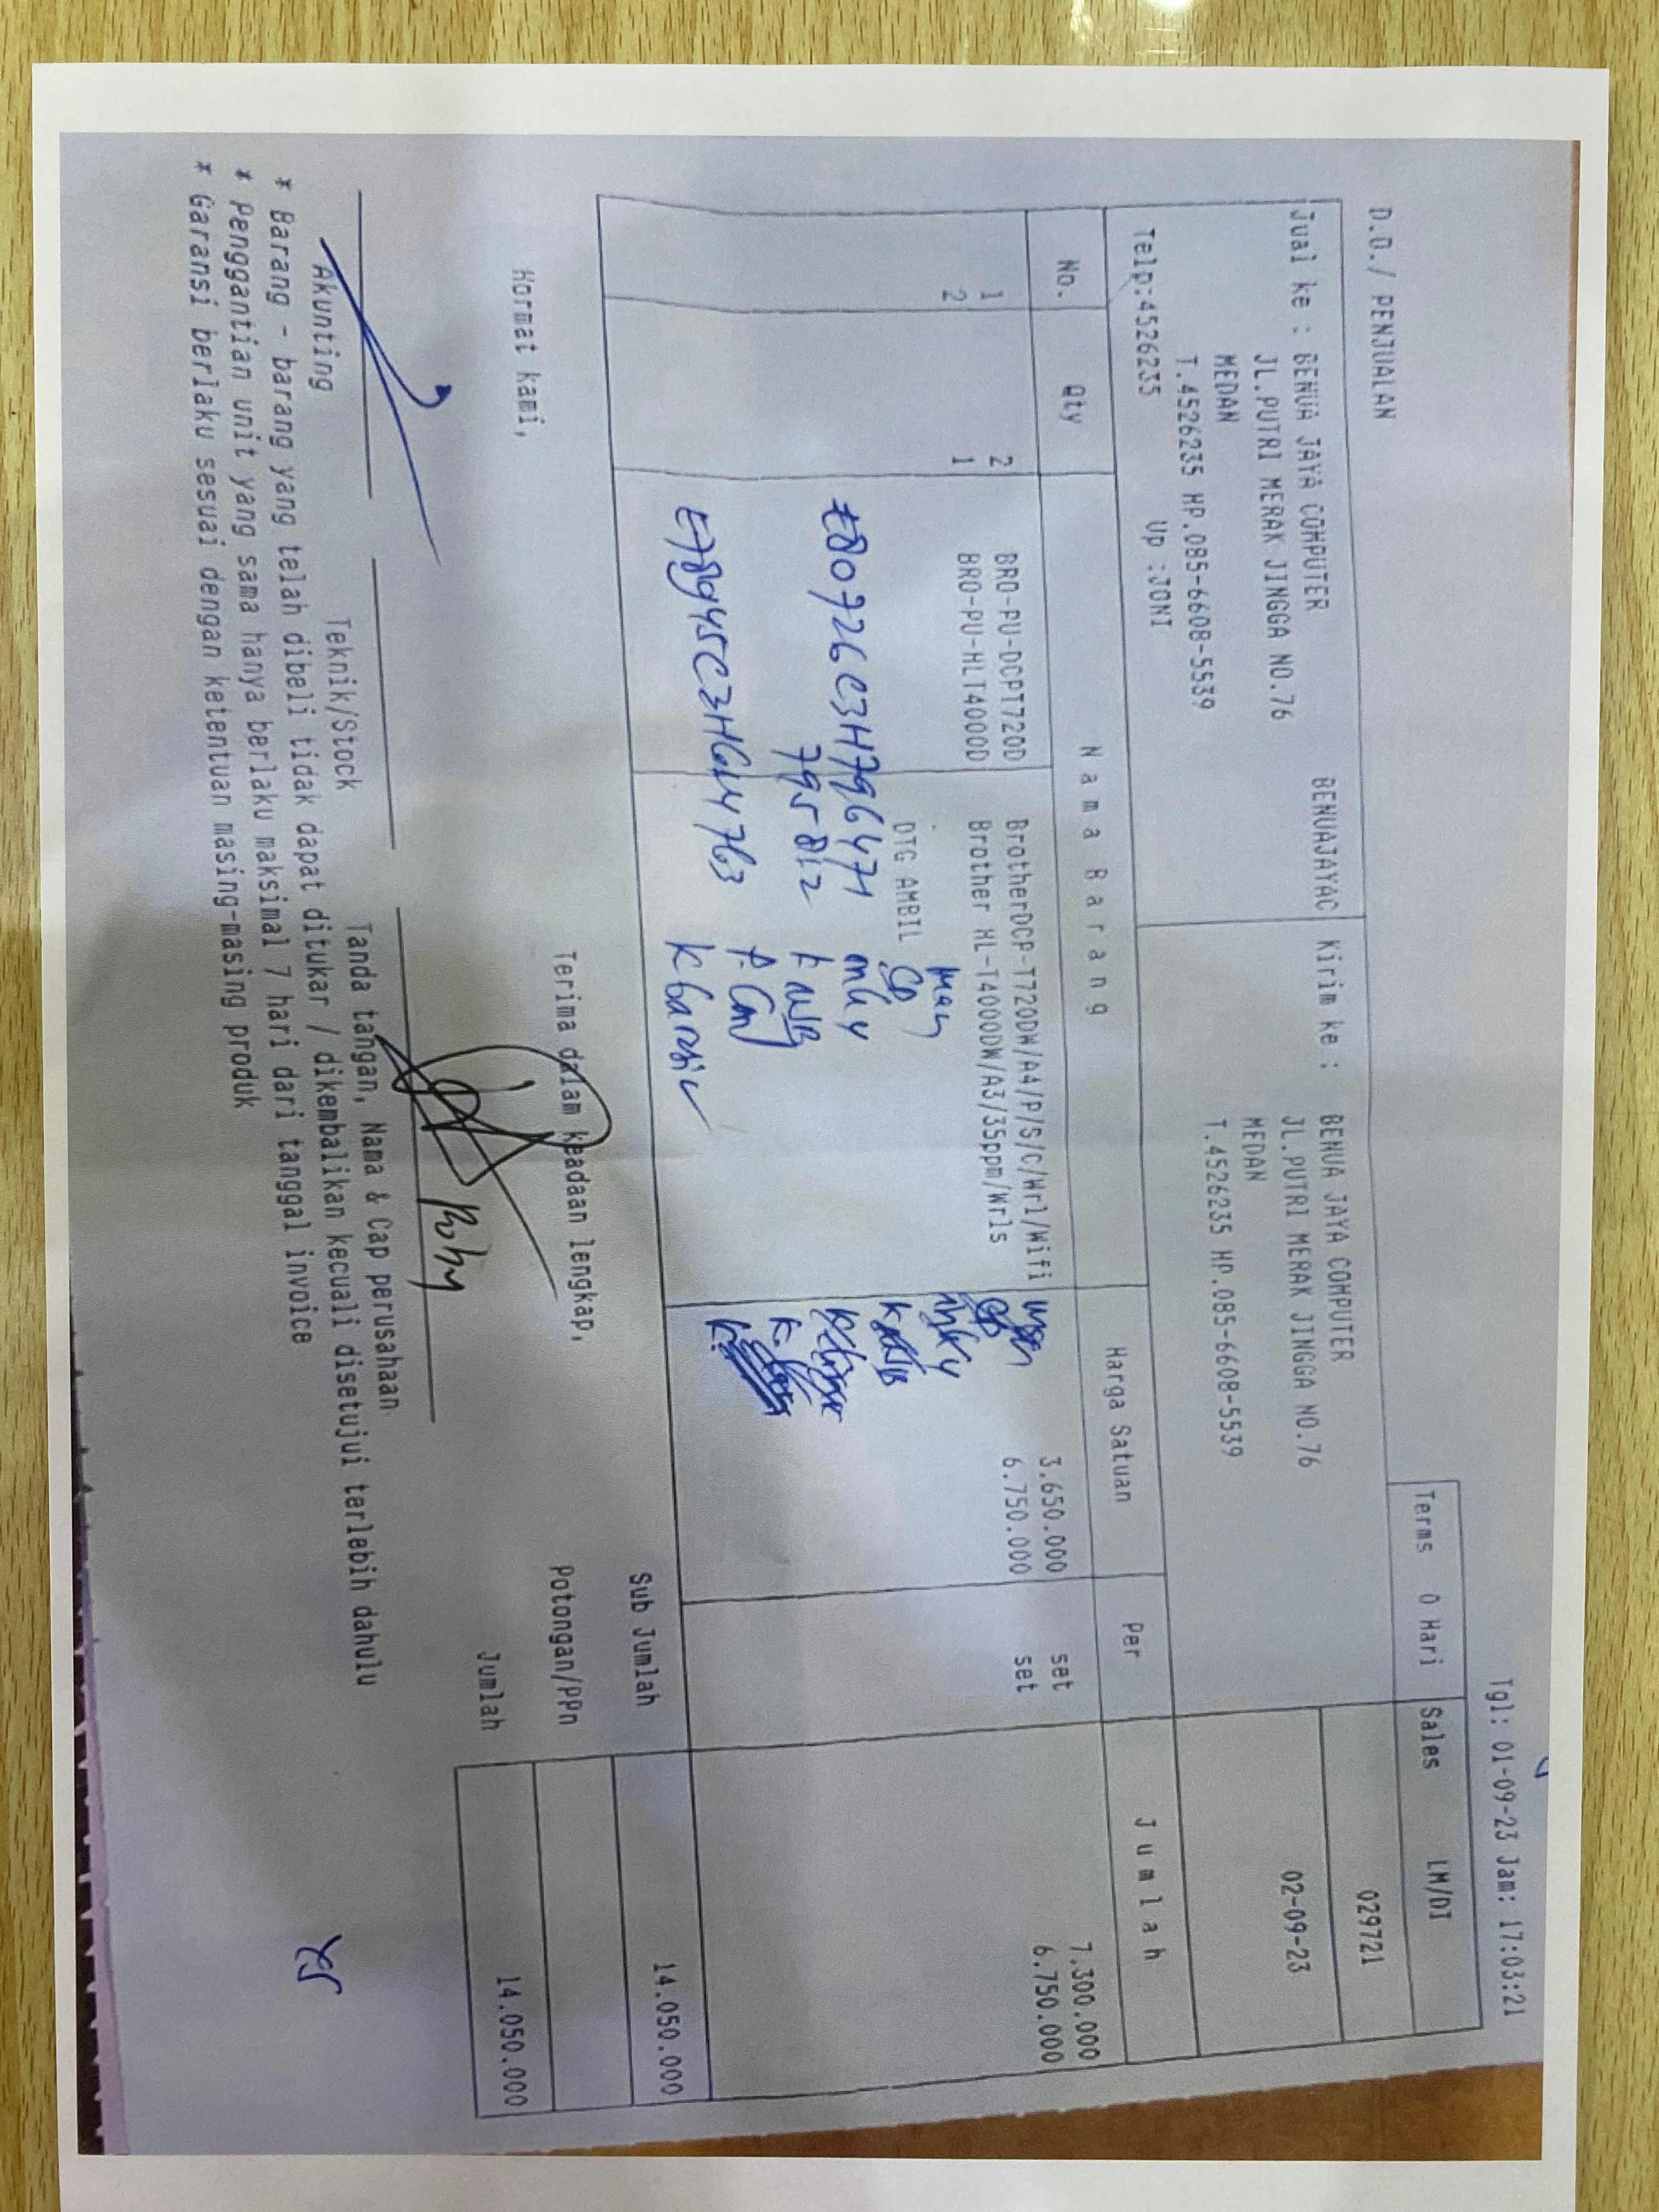 Tgl: 01-09-23 Jam: 17:03:21
D.O./ PENJUALAN
Terms 0 Hari Sales LM/DI
BENUAJAYAC
029721
Jual ke : BENUA JAYA COMPUTER
JL.PUTRI MERAK JINGGA NO.76
MEDAN
T.4526235 HP.085-6608-5539
Telp:4526235 Up :JONI
Kirim ke : BENUA JAYA COMPUTER
JL.PUTRI MERAK JINGGA NO.76
MEDAN
T.4526235 HP.085-6608-5539
02-09-23
No. Qty Nama Barang Harga Satuan Per Jumlah
1 2 BRO-PU-DCPT720D BrotherDCP-T720DW/A4/P/S/C/Wrl/Wifi 3.650.000 set 7.300.000
2 1 BRO-PU-HLT4000D Brother HL-T4000DW/A3/35ppm/Wrls 6.750.000 set 6.750.000
DTG AMBIL
E80726C3H796471
795812
E78945C3H644763
Sub Jumlah 14.050.000
Hormat kami,
Terima dalam keadaan lengkap,
Potongan/PPn
Jumlah 14.050.000
Roby
Akunting
Teknik/Stock
Tanda tangan, Nama & Cap perusahaan
* Barang - barang yang telah dibeli tidak dapat ditukar / dikembalikan kecuali disetujui terlebih dahulu
* Penggantian unit yang sama hanya berlaku maksimal 7 hari dari tanggal invoice
* Garansi berlaku sesuai dengan ketentuan masing-masing produk